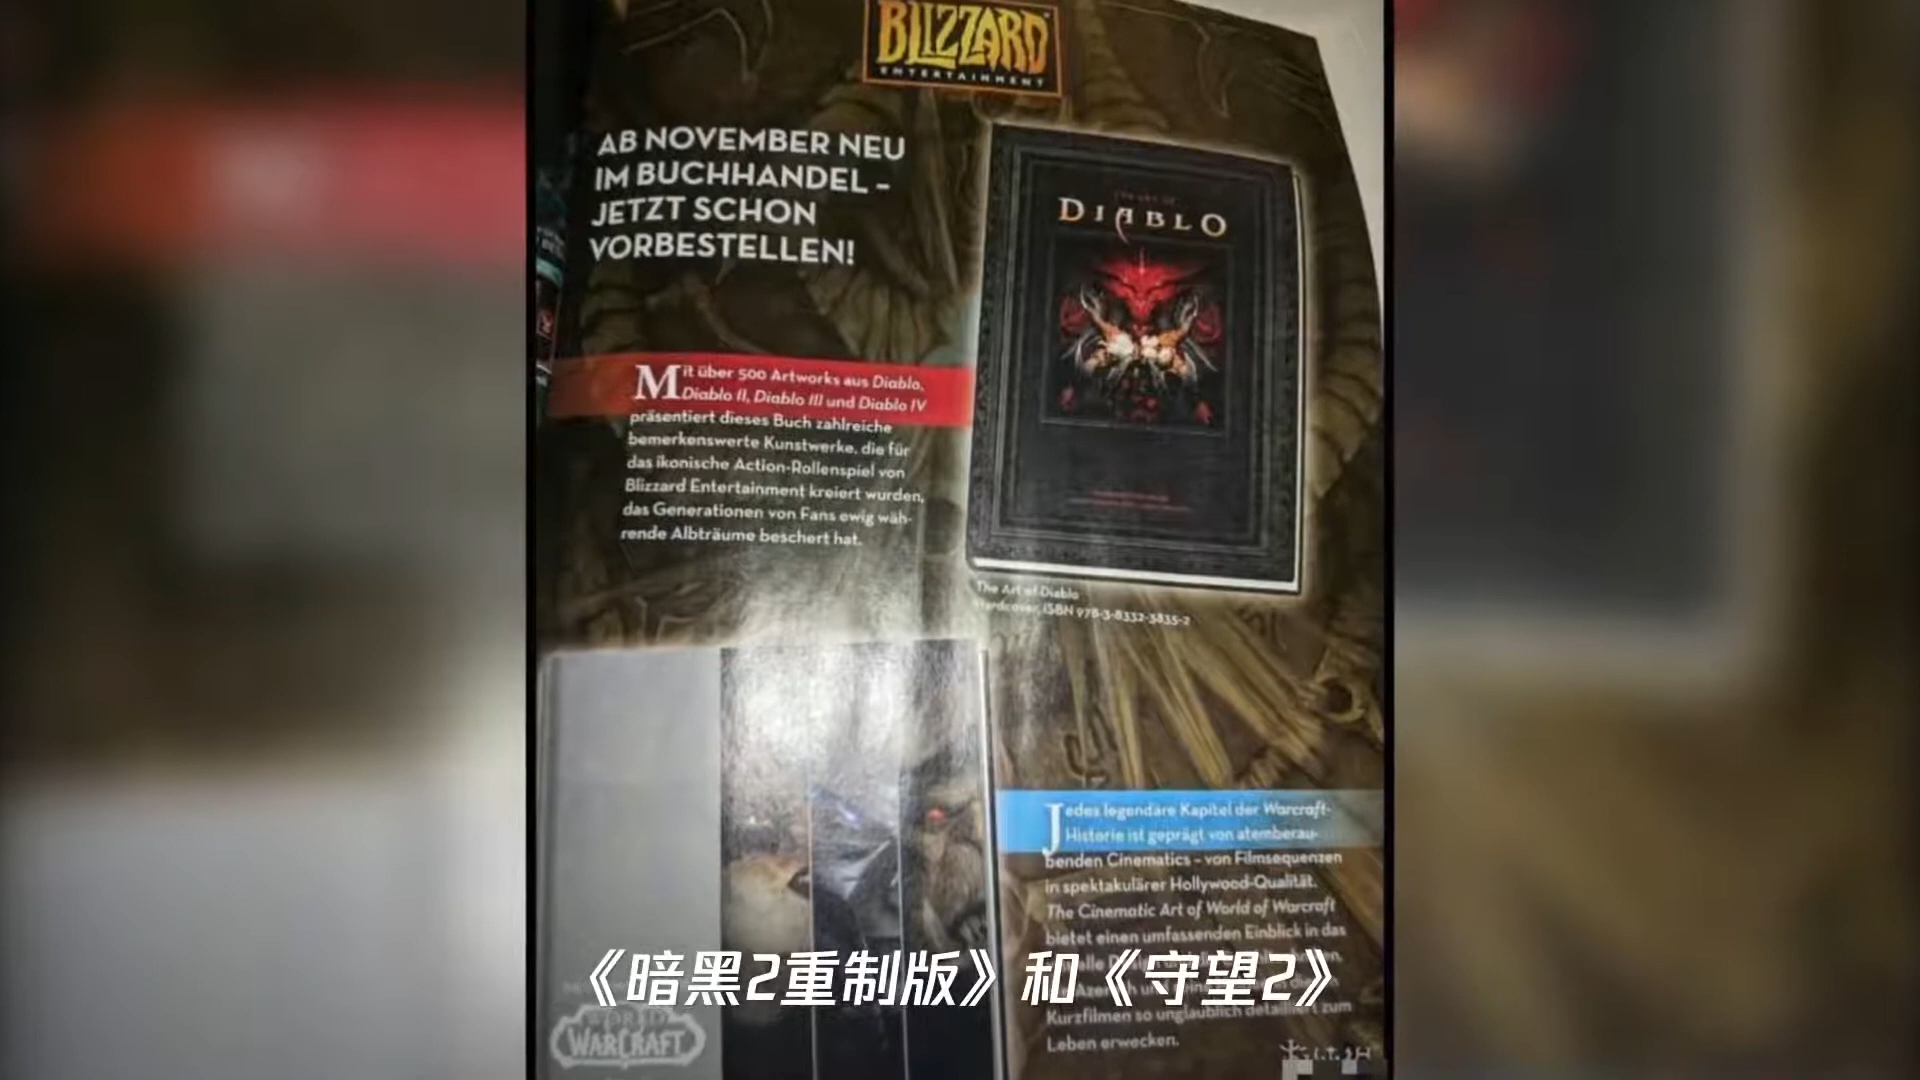 BLIZZARD
ENTERTAINMENT
AB NOVEMBER NEU
IM BUCHHANDEL –
JETZT SCHON
VORBESTELLEN!
THE ART OF
DIABLO
Mit über 500 Artworks aus Diablo,
Diablo II, Diablo III und Diablo IV
präsentiert dieses Buch zahlreiche
bemerkenswerte Kunstwerke, die für
das ikonische Action-Rollenspiel von
Blizzard Entertainment kreiert wurden,
das Generationen von Fans ewig wäh-
rende Albträume beschert hat.
The Art of Diablo
Hardcover, ISBN 978-3-8332-3835-2
Jedes legendäre Kapitel der Warcraft-
Historie ist geprägt von atemberau-
benden Cinematics – von Filmsequenzen
in spektakulärer Hollywood-Qualität.
The Cinematic Art of World of Warcraft
bietet einen umfassenden Einblick in das
Kurzfilmen so unglaublich detailliert zum
Leben erwecken.
WORLD
WARCRAFT
《暗黑2重制版》和《守望2》